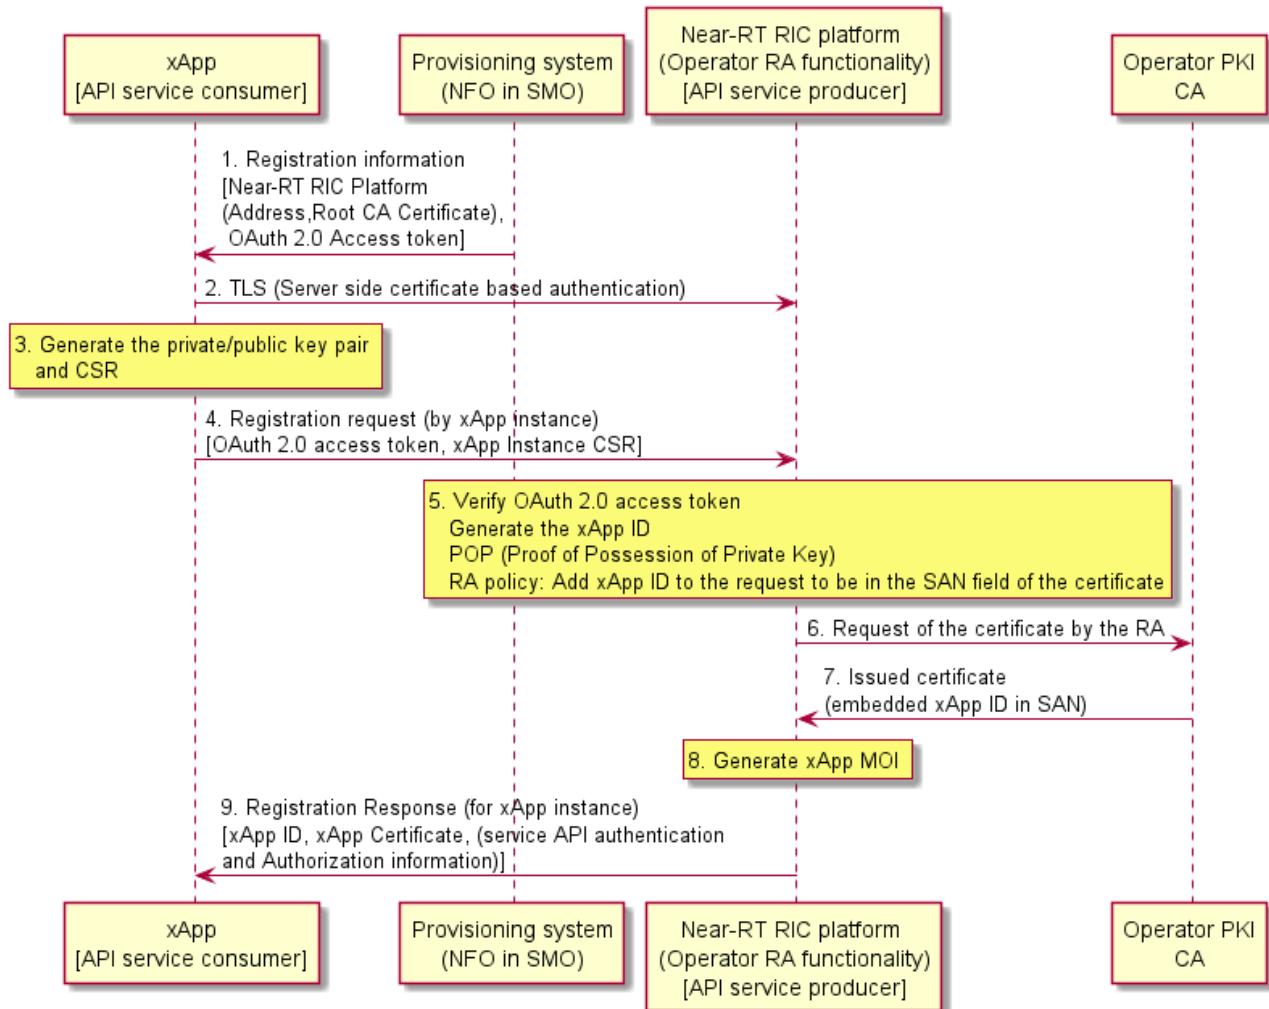 xApp
[API service consumer]
Provisioning system
(NFO in SMO)
Near-RT RIC platform
(Operator RA functionality)
[API service producer]
Operator PKI
CA
1. Registration information
[Near-RT RIC Platform
(Address,Root CA Certificate),
OAuth 2.0 Access token]
2. TLS (Server side certificate based authentication)
3. Generate the private/public key pair
and CSR
4. Registration request (by xApp instance)
[OAuth 2.0 access token, xApp Instance CSR]
5. Verify OAuth 2.0 access token
Generate the xApp ID
POP (Proof of Possession of Private Key)
RA policy: Add xApp ID to the request to be in the SAN field of the certificate
6. Request of the certificate by the RA
7. Issued certificate
(embedded xApp ID in SAN)
8. Generate xApp MOI
9. Registration Response (for xApp instance)
[xApp ID, xApp Certificate, (service API authentication
and Authorization information)]
xApp
[API service consumer]
Provisioning system
(NFO in SMO)
Near-RT RIC platform
(Operator RA functionality)
[API service producer]
Operator PKI
CA